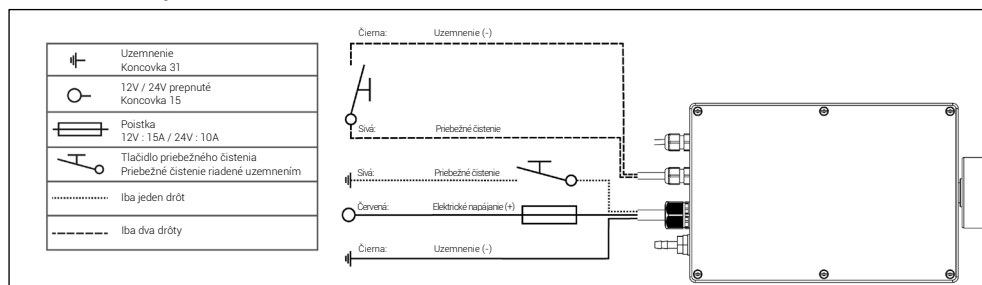 Uzemnenie
Koncovka 31
12V / 24V prepnuté
Koncovka 15
Poistka
12V : 15A / 24V : 10A
Tlačidlo priebežného čistenia
Priebežné čistenie riadené uzemnením
Iba jeden drôt
Iba dva drôty
Čierna: Uzemnenie (-)
Sivá: Priebežné čistenie
Sivá: Priebežné čistenie
Červená: Elektrické napájanie (+)
Čierna: Uzemnenie (-)